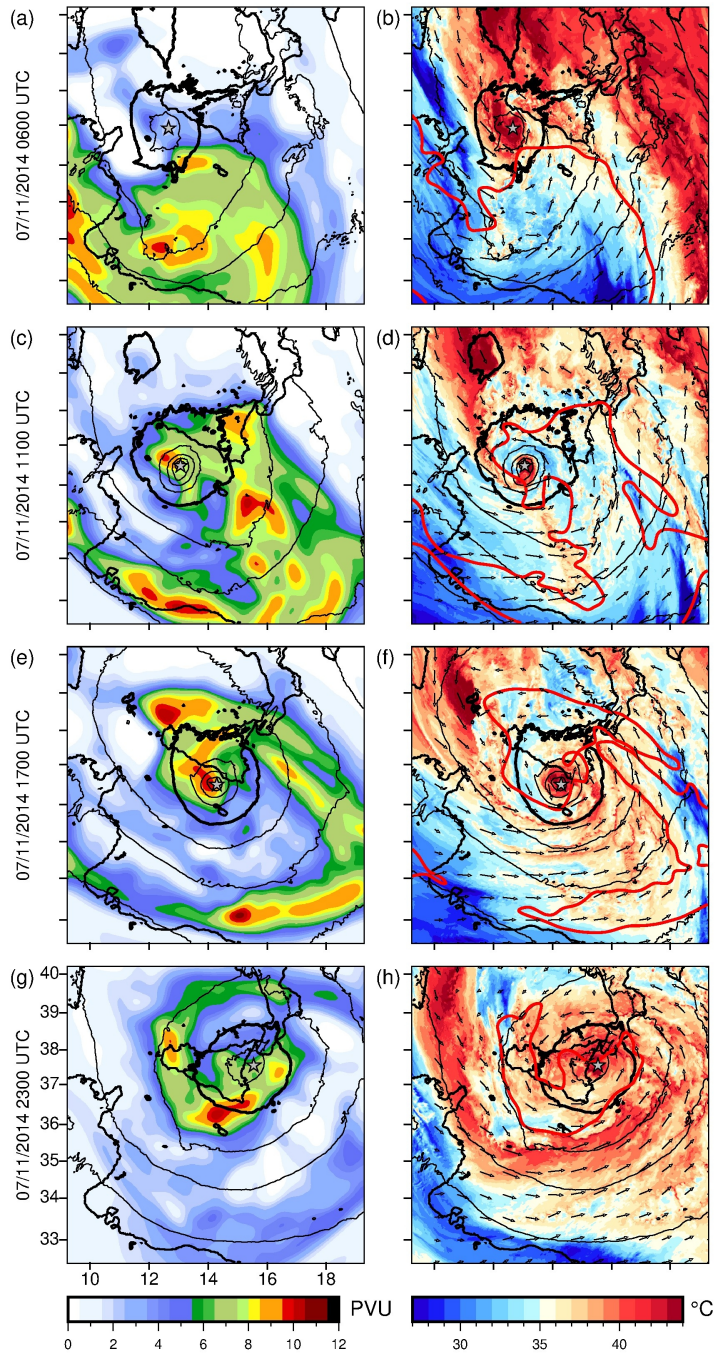 (a)
(b)
07/11/2014 0600 UTC
(c)
(d)
07/11/2014 1100 UTC
(e)
(f)
07/11/2014 1700 UTC
(g)
(h)
07/11/2014 2300 UTC
40
39
38
37
36
35
34
33
10 12 14 16 18
PVU
°C
0 2 4 6 8 10 12
30 35 40